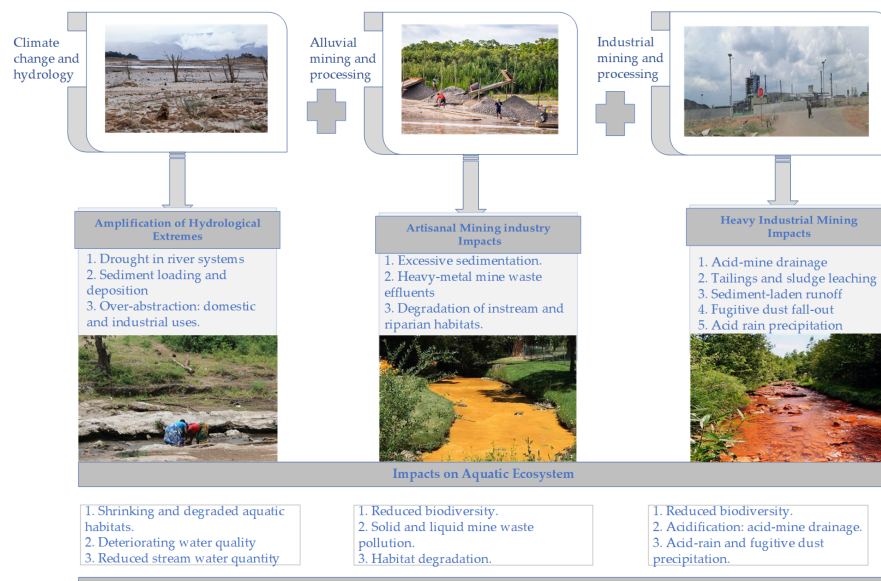 Climate
change and
hydrology
Alluvial
mining and
processing
Industrial
mining and
processing
Amplification of Hydrological
Extremes
1. Drought in river systems
2. Sediment loading and
deposition
3. Over-abstraction: domestic
and industrial uses.
Artisanal Mining industry
Impacts
1. Excessive sedimentation.
2. Heavy-metal mine waste
effluents
3. Degradation of instream and
riparian habitats.
Heavy Industrial Mining
Impacts
1. Acid-mine drainage
2. Tailings and sludge leaching
3. Sediment-laden runoff
4. Fugitive dust fall-out
5. Acid rain precipitation
Impacts on Aquatic Ecosystem
1. Shrinking and degraded aquatic
habitats.
2. Deteriorating water quality
3. Reduced stream water quantity
1. Reduced biodiversity.
2. Solid and liquid mine waste
pollution.
3. Habitat degradation.
1. Reduced biodiversity.
2. Acidification: acid-mine drainage.
3. Acid-rain and fugitive dust
precipitation.